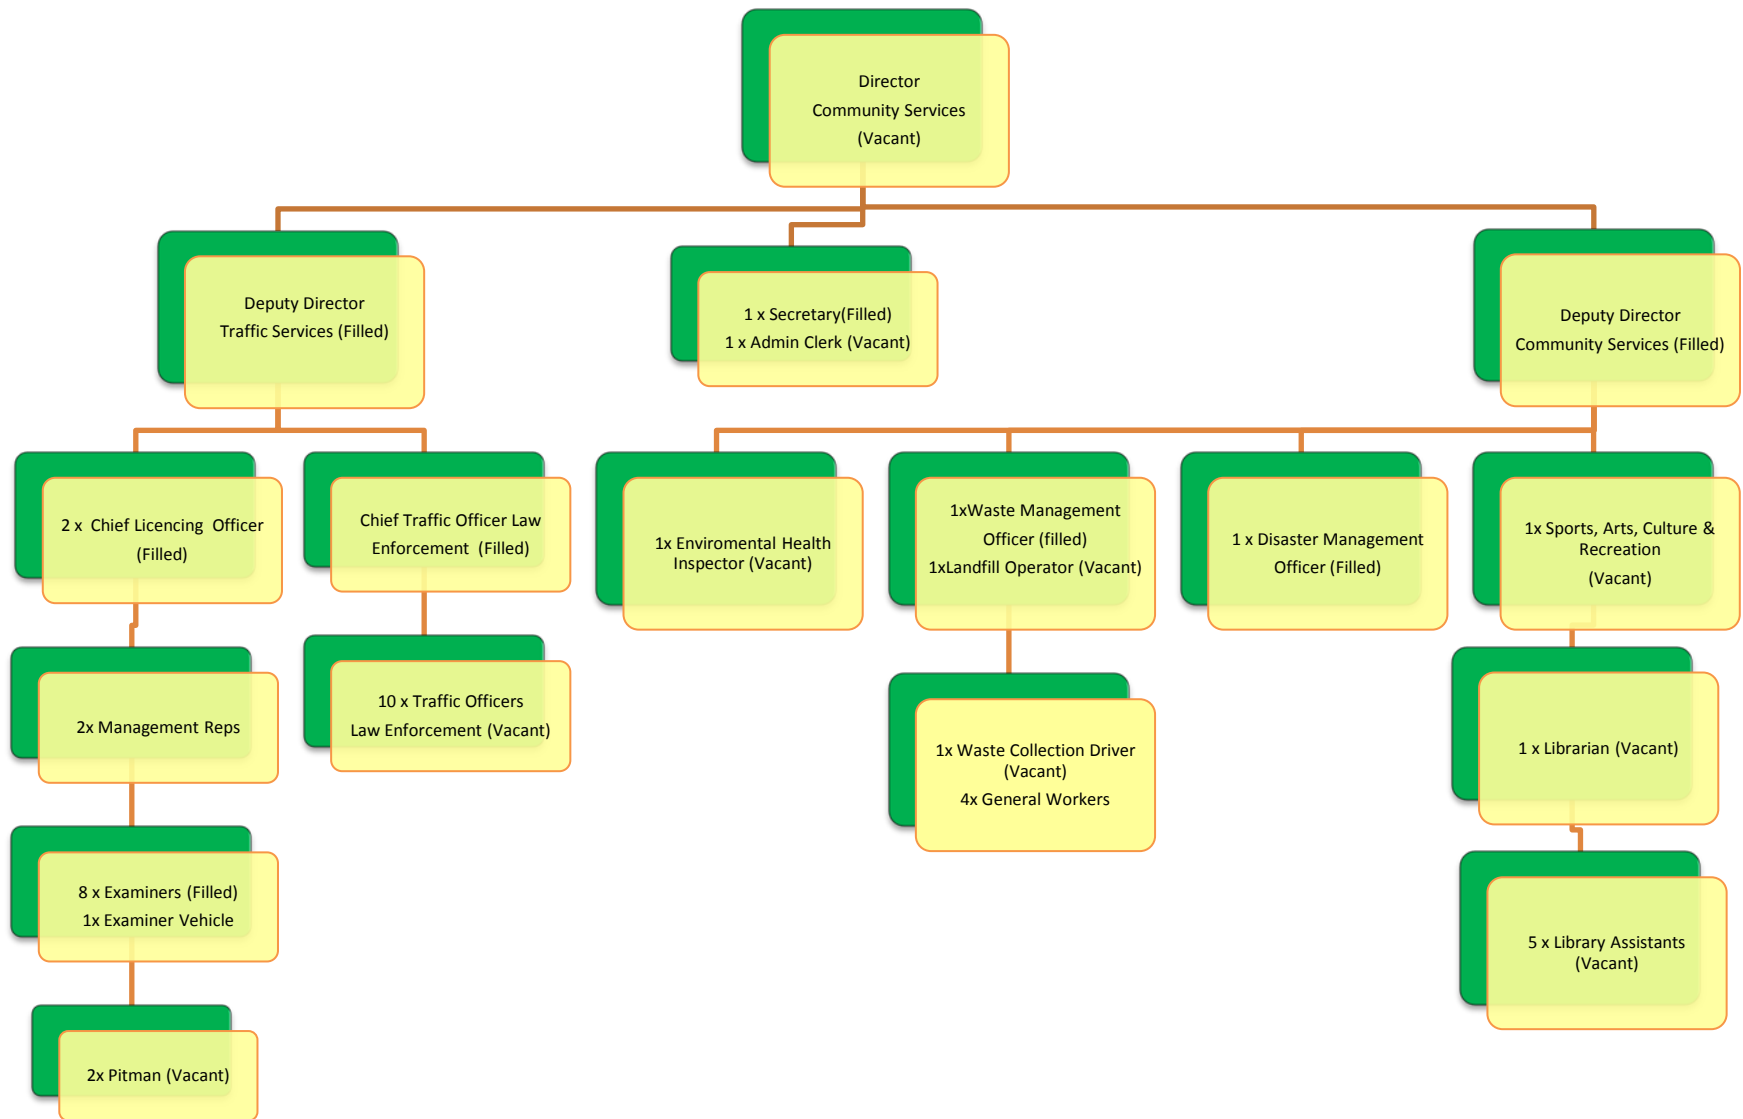 Director
Community Services
(Vacant)
Deputy Director
Traffic Services (Filled)
1 x Secretary(Filled)
1 x Admin Clerk (Vacant)
Deputy Director
Community Services (Filled)
2 x Chief Licencing Officer
(Filled)
Chief Traffic Officer Law
Enforcement (Filled)
1x Enviromental Health
Inspector (Vacant)
1xWaste Management
Officer (filled)
1xLandfill Operator (Vacant)
1 x Disaster Management
Officer (Filled)
1x Sports, Arts, Culture &
Recreation
(Vacant)
2x Management Reps
10 x Traffic Officers
Law Enforcement (Vacant)
1x Waste Collection Driver
(Vacant)
4x General Workers
1 x Librarian (Vacant)
8 x Examiners (Filled)
1x Examiner Vehicle
5 x Library Assistants
(Vacant)
2x Pitman (Vacant)